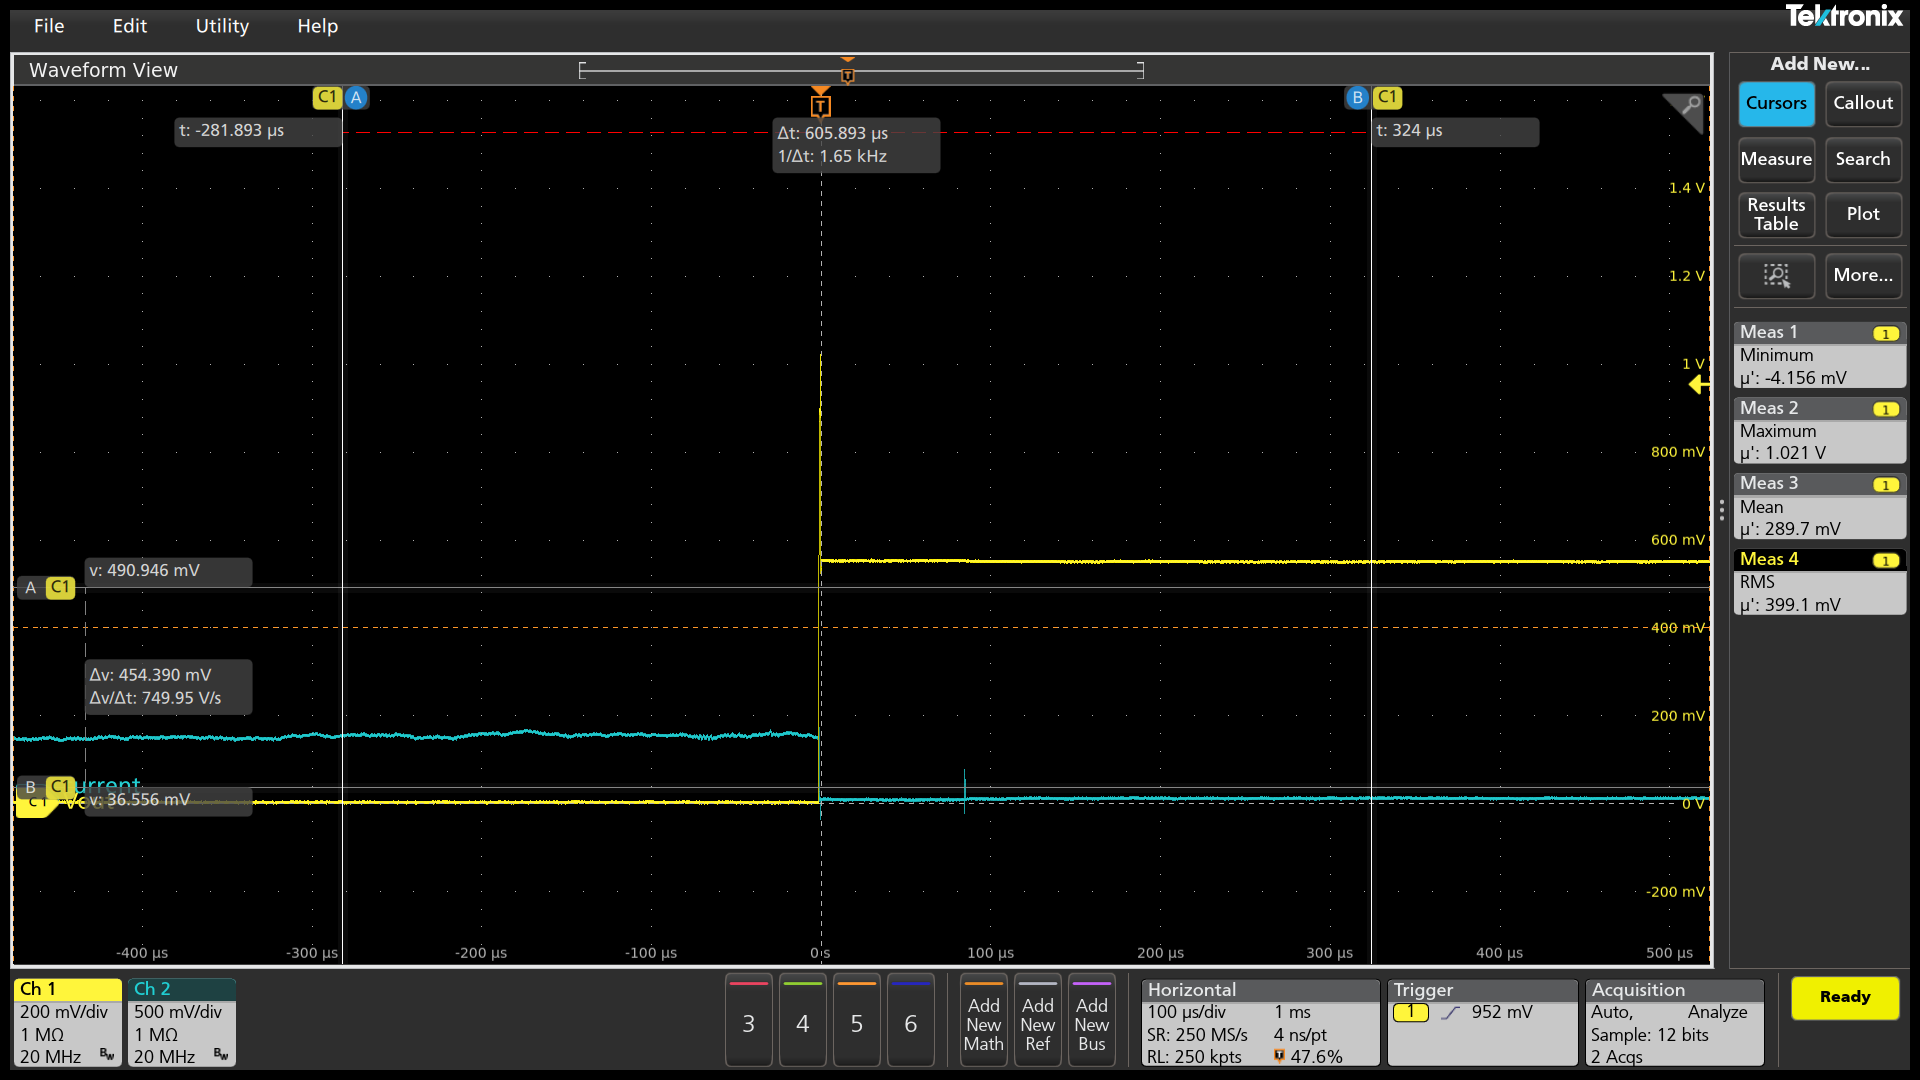 File Edit Utility Help
Tektronix
Waveform View
T
Add New...
C1 A
T
B C1
Cursors Callout
t: -281.893 µs
Δt: 605.893 µs
1/Δt: 1.65 kHz
t: 324 µs
Measure Search
1.4 V
Results
Table
Plot
1.2 V
More...
Meas 1 1
Minimum
µ': -4.156 mV
1 V
Meas 2 1
Maximum
µ': 1.021 V
800 mV
Meas 3 1
Mean
µ': 289.7 mV
600 mV
Meas 4 1
RMS
µ': 399.1 mV
v: 490.946 mV
A C1
400 mV
Δv: 454.390 mV
Δv/Δt: 749.95 V/s
200 mV
B C1 urrent
C1 v: 36.556 mV
0 V
-200 mV
-400 µs -300 µs -200 µs -100 µs 0 s 100 µs 200 µs 300 µs 400 µs 500 µs
Ch 1
200 mV/div
1 MΩ
20 MHz Bw
Ch 2
500 mV/div
1 MΩ
20 MHz Bw
3 4 5 6
Add
New
Math
Add
New
Ref
Add
New
Bus
Horizontal
100 µs/div 1 ms
SR: 250 MS/s 4 ns/pt
RL: 250 kpts T 47.6%
Trigger
1 952 mV
Acquisition
Auto, Analyze
Sample: 12 bits
2 Acqs
Ready